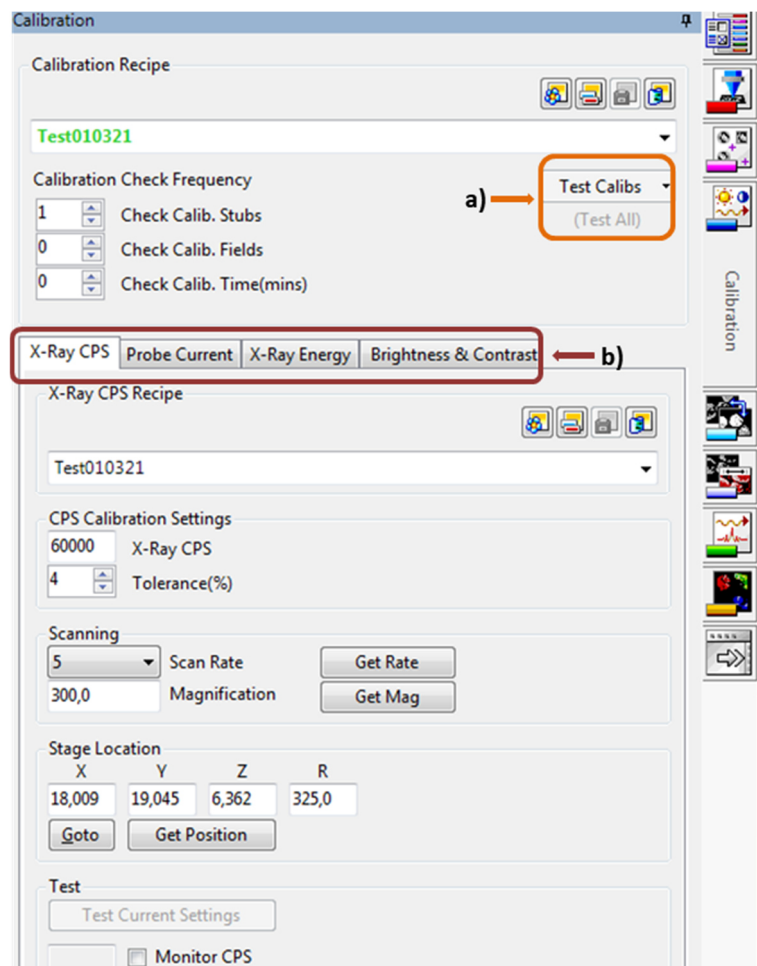 Calibration
Calibration Recipe
Test010321
Calibration Check Frequency
a)
Test Calibs
1 Check Calib. Stubs
(Test All)
0 Check Calib. Fields
0 Check Calib. Time(mins)
Calibration
X-Ray CPS Probe Current X-Ray Energy Brightness & Contrast
b)
X-Ray CPS Recipe
Test010321
CPS Calibration Settings
60000 X-Ray CPS
4 Tolerance(%)
Scanning
5 Scan Rate Get Rate
300,0 Magnification Get Mag
Stage Location
X Y Z R
18,009 19,045 6,362 325,0
Goto Get Position
Test
Test Current Settings
Monitor CPS